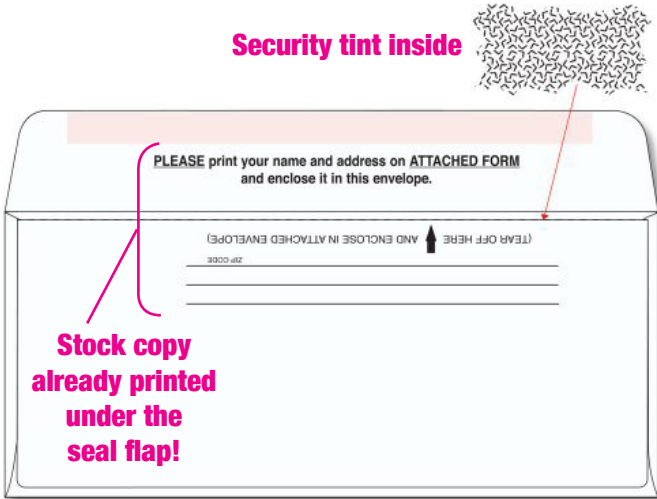 Security tint inside
PLEASE print your name and address on ATTACHED FORM
and enclose it in this envelope.
(TEAR OFF HERE AND ENCLOSE IN ATTACHED ENVELOPE)
ZIP CODE
Stock copy
already printed
under the
seal flap!